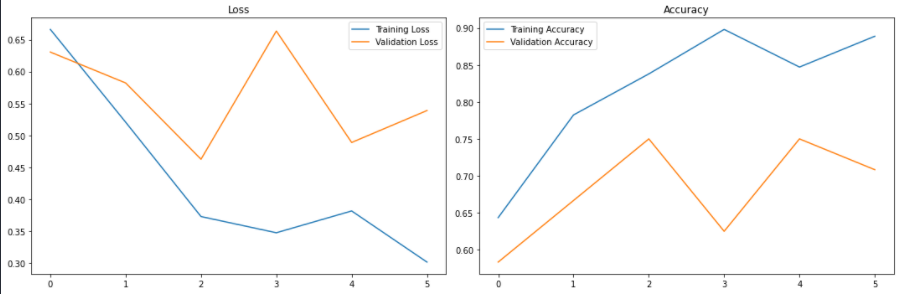 Loss
Training Loss
Validation Loss
0.65
0.60
0.55
0.50
0.45
0.40
0.35
0.30
0 1 2 3 4 5
Accuracy
Training Accuracy
Validation Accuracy
0.90
0.85
0.80
0.75
0.70
0.65
0.60
0 1 2 3 4 5